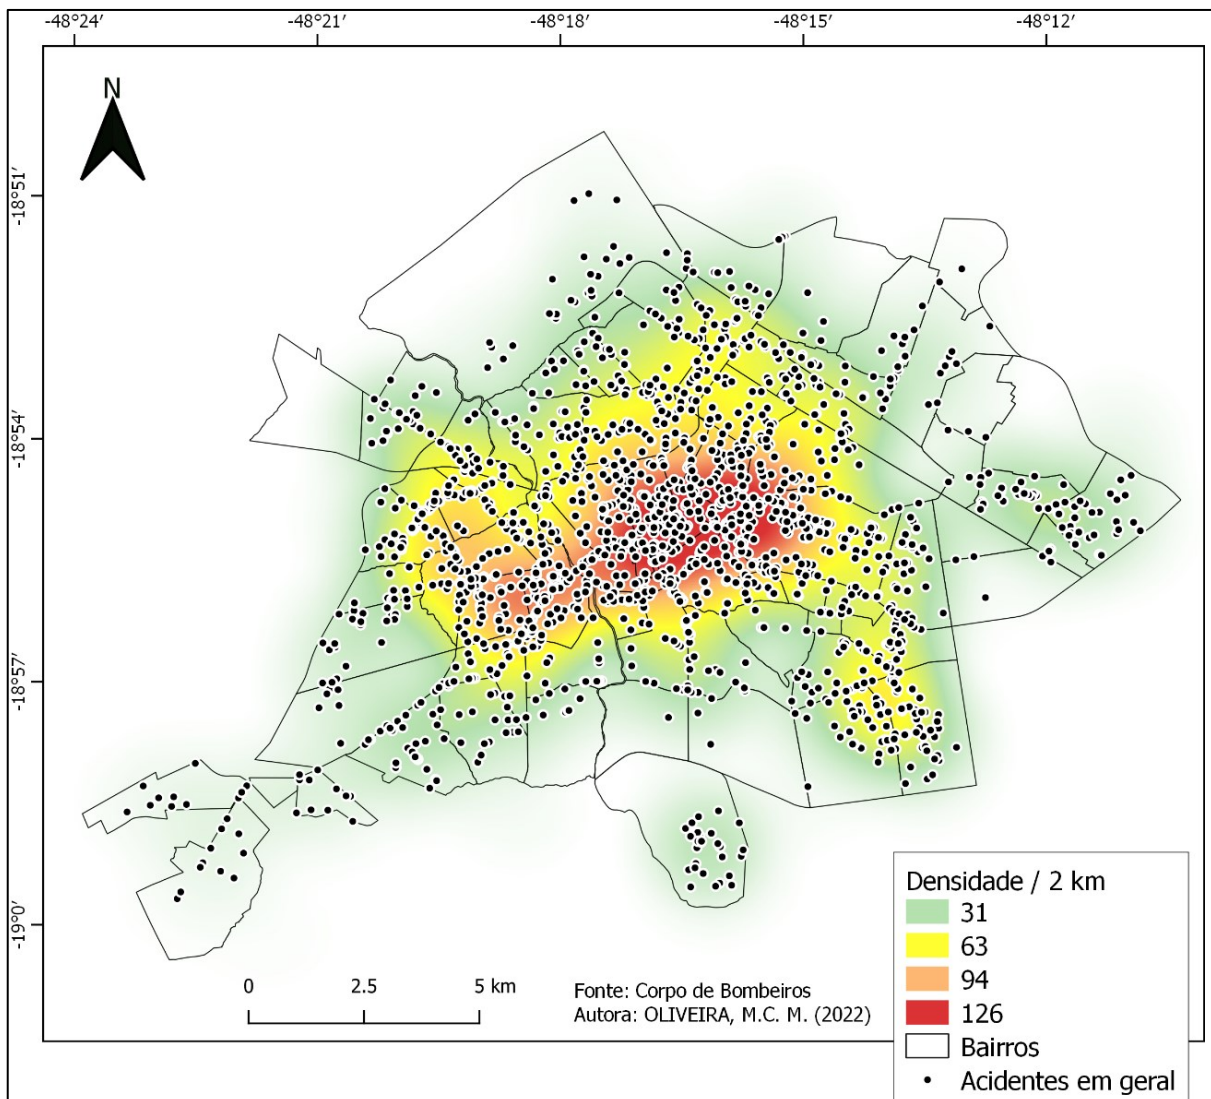 -48°24′ -48°21′ -48°18′ -48°15′ -48°12′
N
-18°51′
-18°54′
-18°57′
-19°0′
0 2.5 5 km
Fonte: Corpo de Bombeiros
Autora: OLIVEIRA, M.C. M. (2022)
Densidade / 2 km
31
63
94
126
Bairros
Acidentes em geral